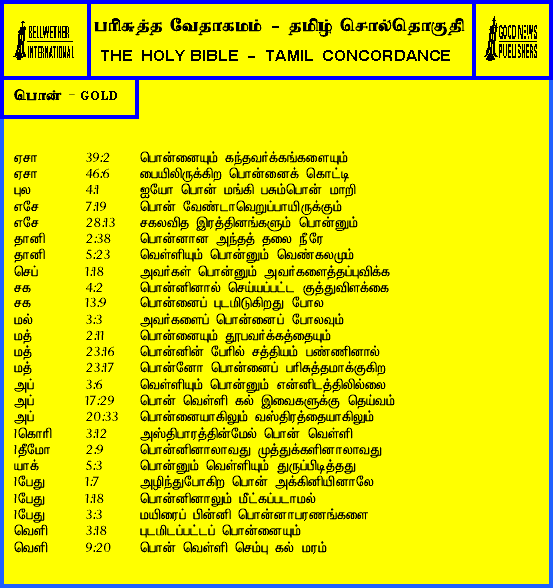 BELLWETHER INTERNATIONAL
பரிசுத்த வேதாகமம் - தமிழ் சொல்தொகுதி
THE HOLY BIBLE - TAMIL CONCORDANCE
GOOD NEWS PUBLISHERS
பொன் - GOLD
ஏசா 39:2 பொன்னையும் கந்தவர்க்கங்களையும்
ஏசா 46:6 பையிலிருக்கிற பொன்னைக் கொட்டி
புல 4:1 ஐயோ பொன் மங்கி பசும்பொன் மாறி
எசே 7:19 பொன் வேண்டாவெறுப்பாயிருக்கும்
எசே 28:13 சகலவித இரத்தினங்களும் பொன்னும்
தானி 2:38 பொன்னான அந்தத் தலை நீரே
தானி 5:23 வெள்ளியும் பொன்னும் வெண்கலமும்
செப் 1:18 அவர்கள் பொன்னும் அவர்களைத்தப்புவிக்க
சக 4:2 பொன்னினால் செய்யப்பட்ட குத்துவிளக்கை
சக 13:9 பொன்னைப் புடமிடுகிறது போல
மல் 3:3 அவர்களைப் பொன்னைப் போலவும்
மத் 2:11 பொன்னையும் தூபவர்க்கத்தையும்
மத் 23:16 பொன்னின் பேரில் சத்தியம் பண்ணினால்
மத் 23:17 பொன்னோ பொன்னைப் பரிசுத்தமாக்குகிற
அப் 3:6 வெள்ளியும் பொன்னும் என்னிடத்திலில்லை
அப் 17:29 பொன் வெள்ளி கல் இவைகளுக்கு தெய்வம்
அப் 20:33 பொன்னையாகிலும் வஸ்திரத்தையாகிலும்
1கொரி 3:12 அஸ்திபாரத்தின்மேல் பொன் வெள்ளி
1தீமோ 2:9 பொன்னினாலாவது முத்துக்களினாலாவது
யாக் 5:3 பொன்னும் வெள்ளியும் துருப்பிடித்தது
1பேது 1:7 அழிந்துபோகிற பொன் அக்கினியினாலே
1பேது 1:18 பொன்னினாலும் மீட்கப்படாமல்
1பேது 3:3 மயிரைப் பின்னி பொன்னாபரணங்களை
வெளி 3:18 புடமிடப்பட்டப் பொன்னையும்
வெளி 9:20 பொன் வெள்ளி செம்பு கல் மரம்